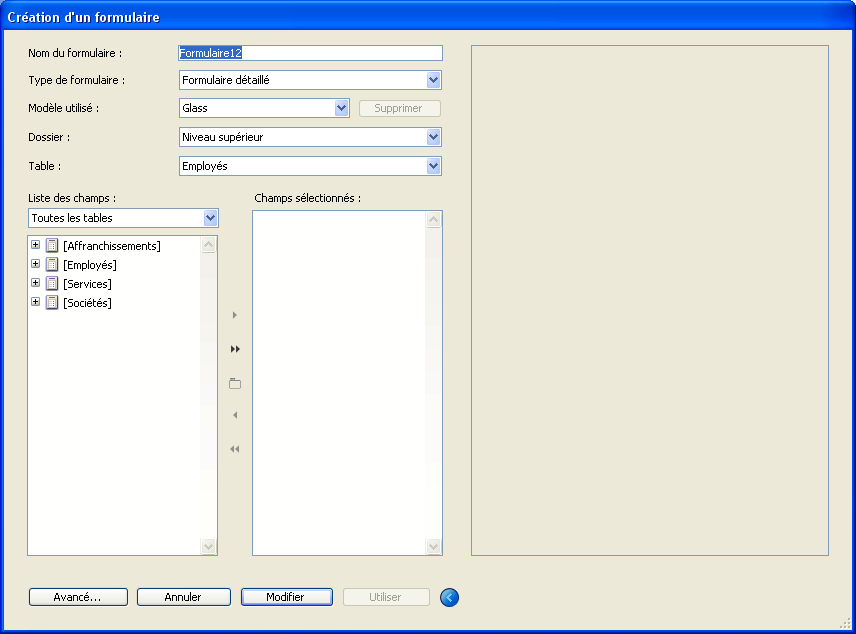 Création d'un formulaire
Nom du formulaire :
Formulaire12
Type de formulaire :
Formulaire détaillé
Modèle utilisé :
Glass
Supprimer
Dossier :
Niveau supérieur
Table :
Employés
Liste des champs :
Champs sélectionnés :
Toutes les tables
[Affranchissements]
[Employés]
[Services]
[Sociétés]
Avancé...
Annuler
Modifier
Utiliser